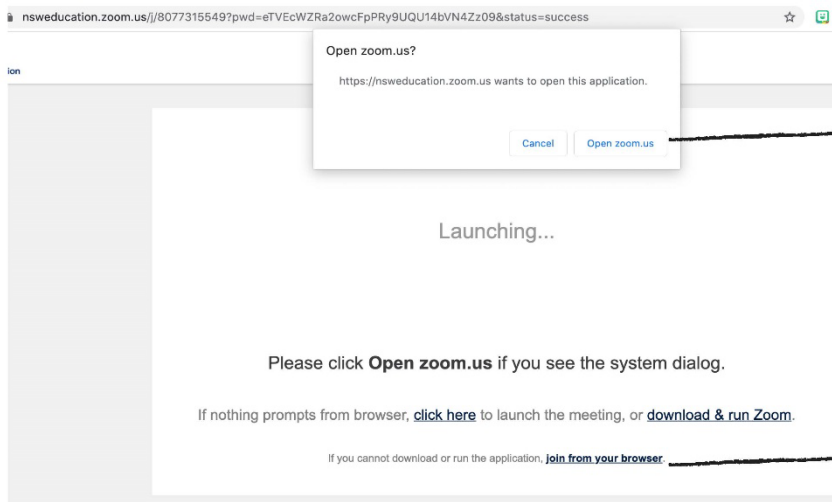 nsweducation.zoom.us/j/8077315549?pwd=eTVEcWZRa2owcFpPRy9UQU14bVN4Zz09&status=success
Open zoom.us?
ion
https://nsweducation.zoom.us wants to open this application.
Cancel
Open zoom.us
Launching...
Please click Open zoom.us if you see the system dialog.
If nothing prompts from browser, click here to launch the meeting, or download & run Zoom.
If you cannot download or run the application, join from your browser.